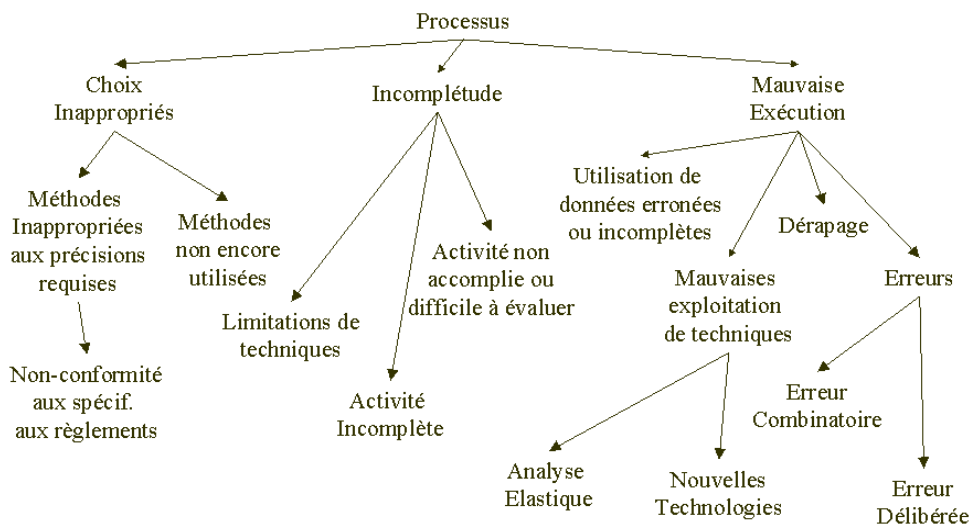 Processus
Choix
Inappropriés
Incomplétude
Mauvaise
Exécution
Méthodes
Inappropriées
aux précisions
requises
Méthodes
non encore
utilisées
Activité non
accomplie ou
difficile à évaluer
Utilisation de
données erronées
ou incomplètes
Dérapage
Mauvaises
exploitation
de techniques
Erreurs
Limitations de
techniques
Non-conformité
aux spécif.
aux règlements
Activité
Incomplète
Erreur
Combinatoire
Analyse
Elastique
Nouvelles
Technologies
Erreur
Délibérée